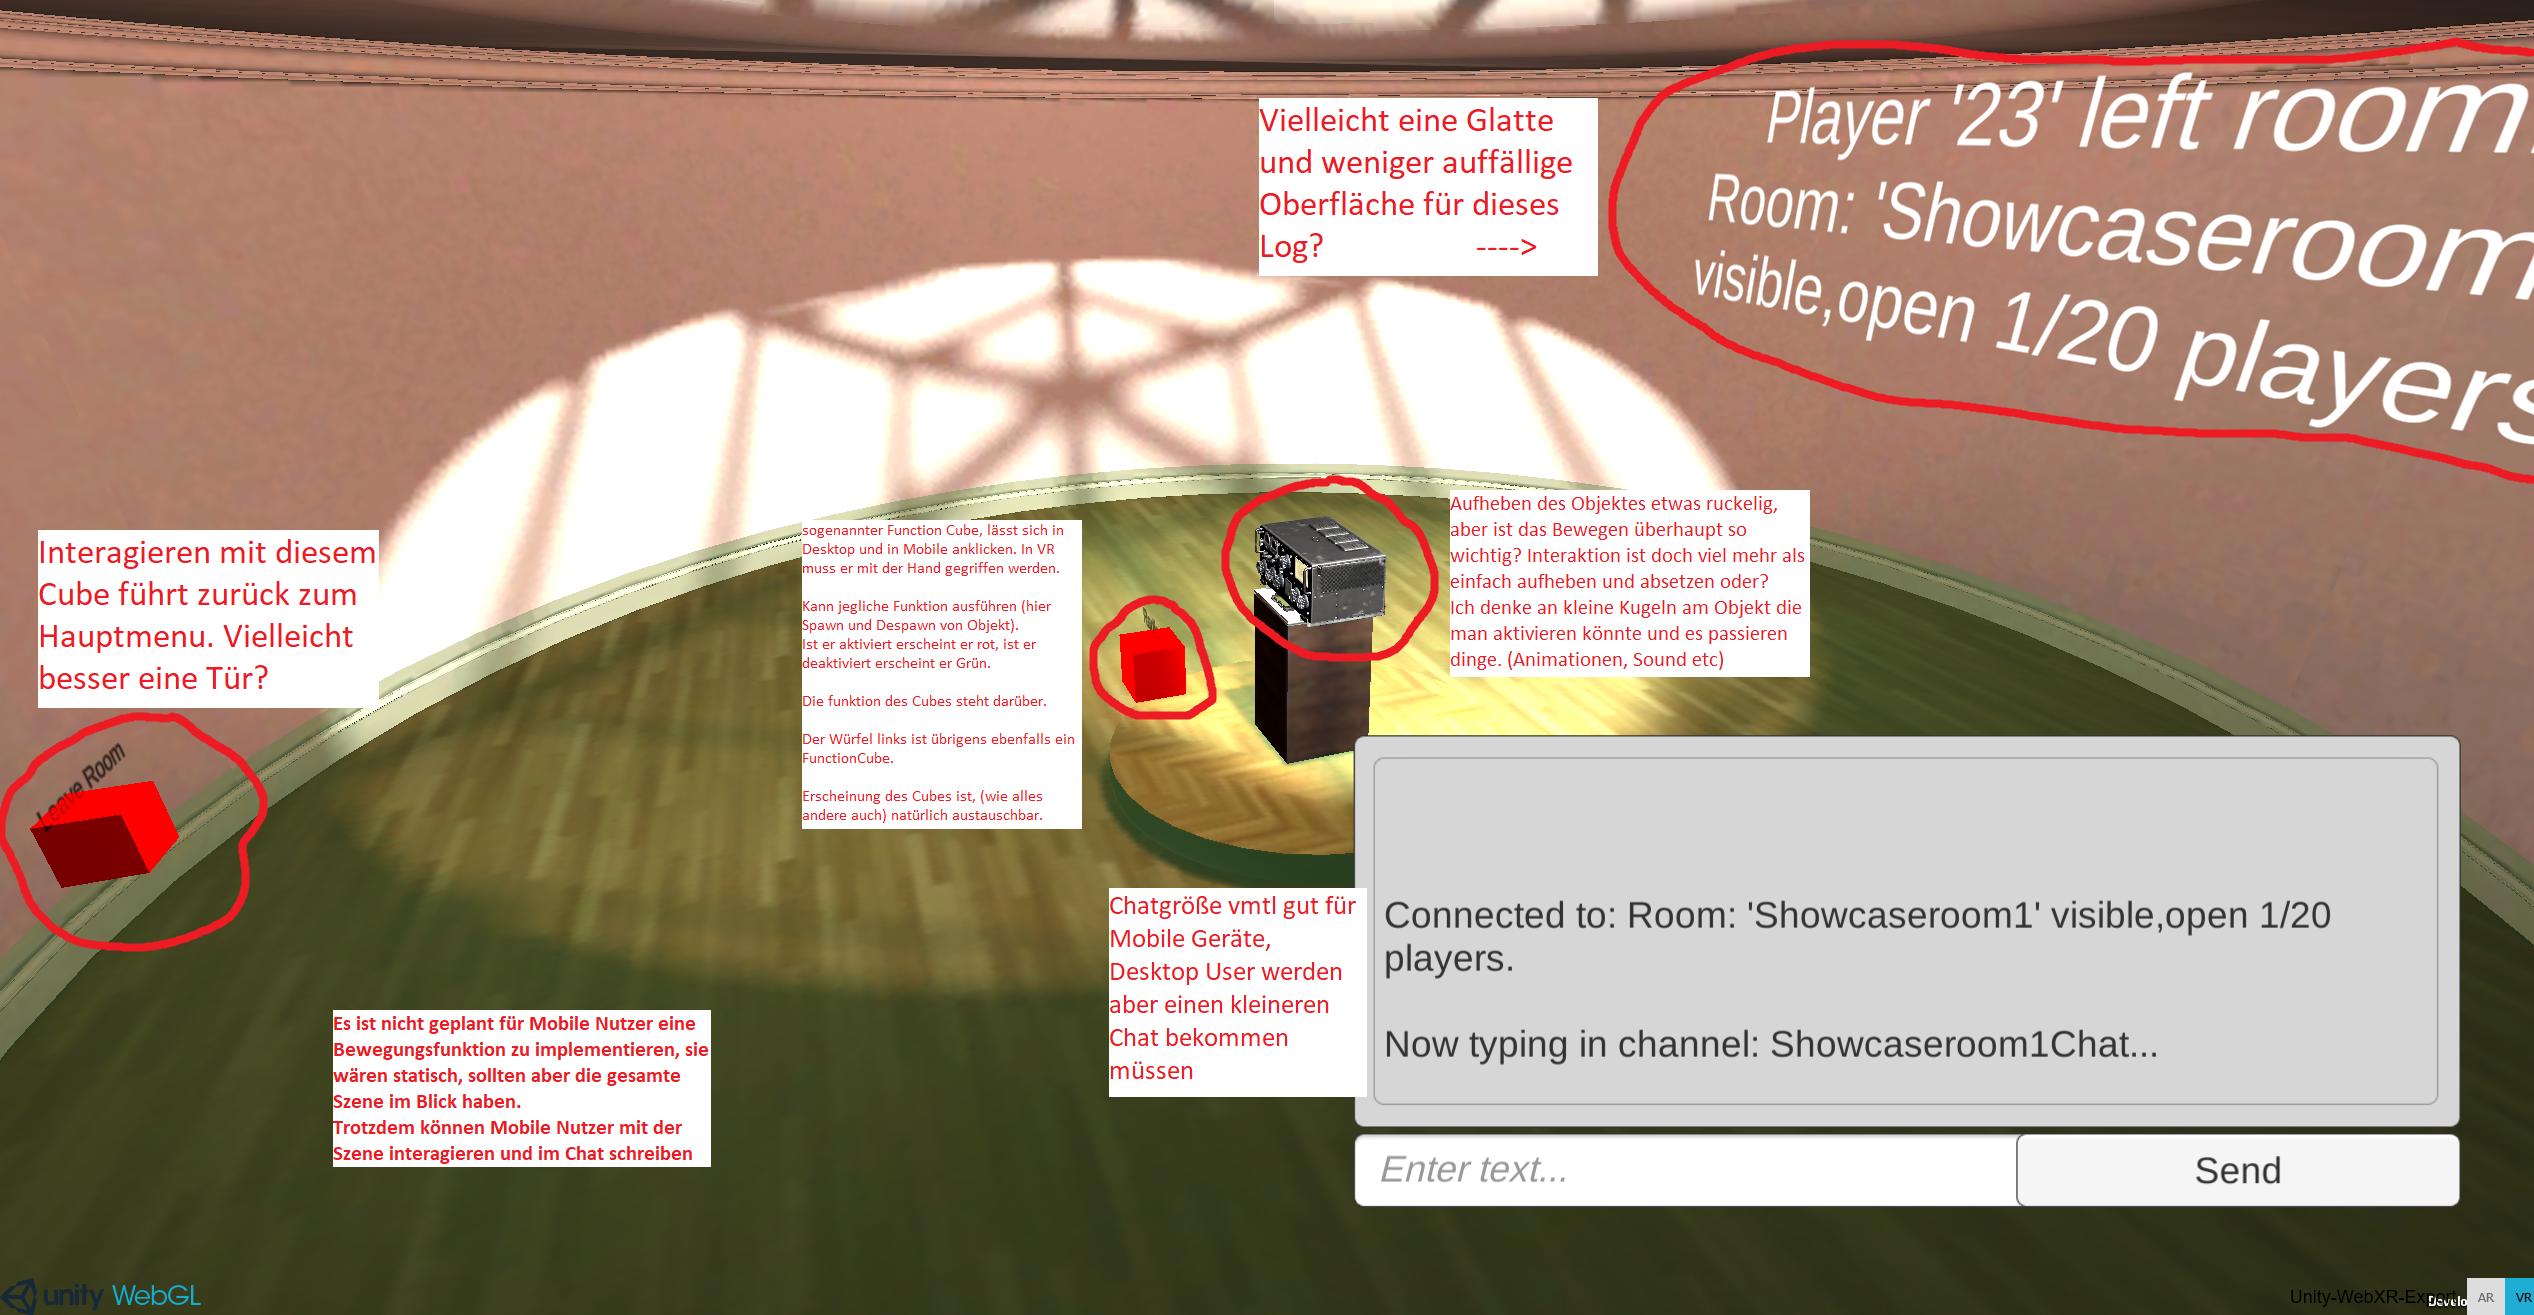 Player '23' left room.
Room: 'Showcaseroom
visible,open 1/20 players
Vielleicht eine Glatte
und weniger auffällige
Oberfläche für dieses
Log? ---->
Interagieren mit diesem
Cube führt zurück zum
Hauptmenu. Vielleicht
besser eine Tür?
Leave Room
sogenannter Function Cube, lässt sich in
Desktop und in Mobile anklicken. In VR
muss er mit der Hand gegriffen werden.
Kann jegliche Funktion ausführen (hier
Spawn und Despawn von Objekt).
Ist er aktiviert erscheint er rot, ist er
deaktiviert erscheint er Grün.
Die funktion des Cubes steht darüber.
Der Würfel links ist übrigens ebenfalls ein
FunctionCube.
Erscheinung des Cubes ist, (wie alles
andere auch) natürlich austauschbar.
Aufheben des Objektes etwas ruckelig,
aber ist das Bewegen überhaupt so
wichtig? Interaktion ist doch viel mehr als
einfach aufheben und absetzen oder?
Ich denke an kleine Kugeln am Objekt die
man aktivieren könnte und es passieren
dinge. (Animationen, Sound etc)
Chatgröße vmtl gut für
Mobile Geräte,
Desktop User werden
aber einen kleineren
Chat bekommen
müssen
Es ist nicht geplant für Mobile Nutzer eine
Bewegungsfunktion zu implementieren, sie
wären statisch, sollten aber die gesamte
Szene im Blick haben.
Trotzdem können Mobile Nutzer mit der
Szene interagieren und im Chat schreiben
Connected to: Room: 'Showcaseroom1' visible,open 1/20
players.
Now typing in channel: Showcaseroom1Chat...
Enter text...
Send
unity WebGL
Unity-WebXR-Export
AR
VR